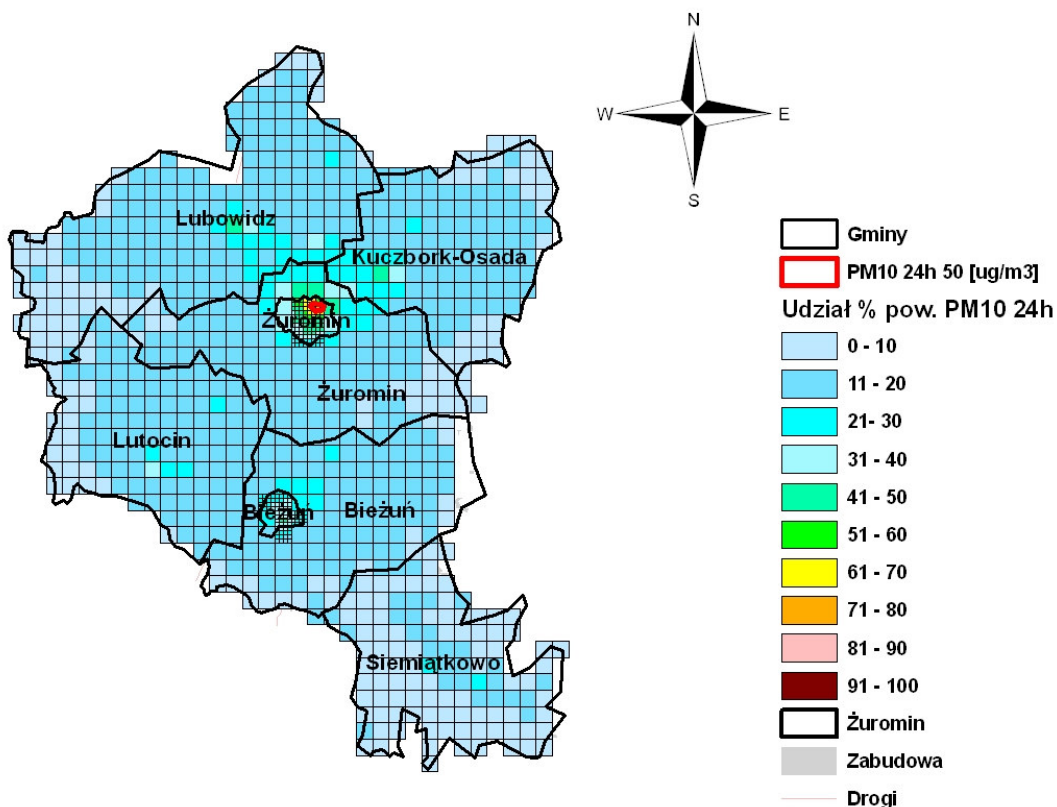 N
W
E
S
Lubowidz
Kuczbork-Osada
Żuromin
Żuromin
Lutocin
Bieżuń
Bieżuń
Siemiątkowo
Gminy
PM10 24h 50 [ug/m3]
Udział % pow. PM10 24h
0 - 10
11 - 20
21- 30
31 - 40
41 - 50
51 - 60
61 - 70
71 - 80
81 - 90
91 - 100
Żuromin
Zabudowa
Drogi